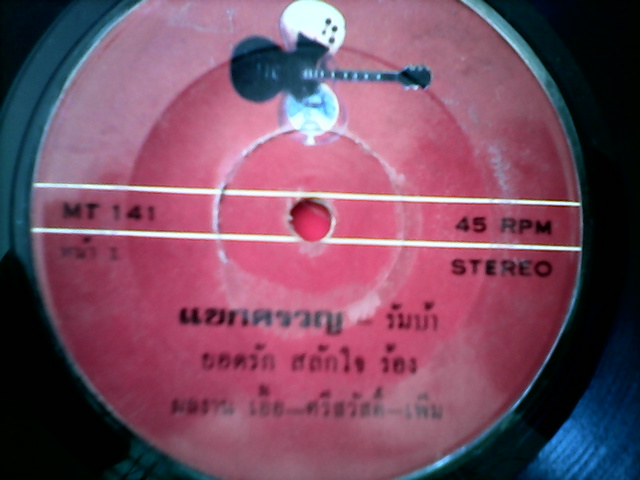 MT 141
45 RPM
หน้า 1
STEREO
แขกครวญ - รัมบ้า
ยอดรัก สลักใจ ร้อง
ผลงาน เอ๋ย-ศรีสวัสดิ์-เพิ่ม